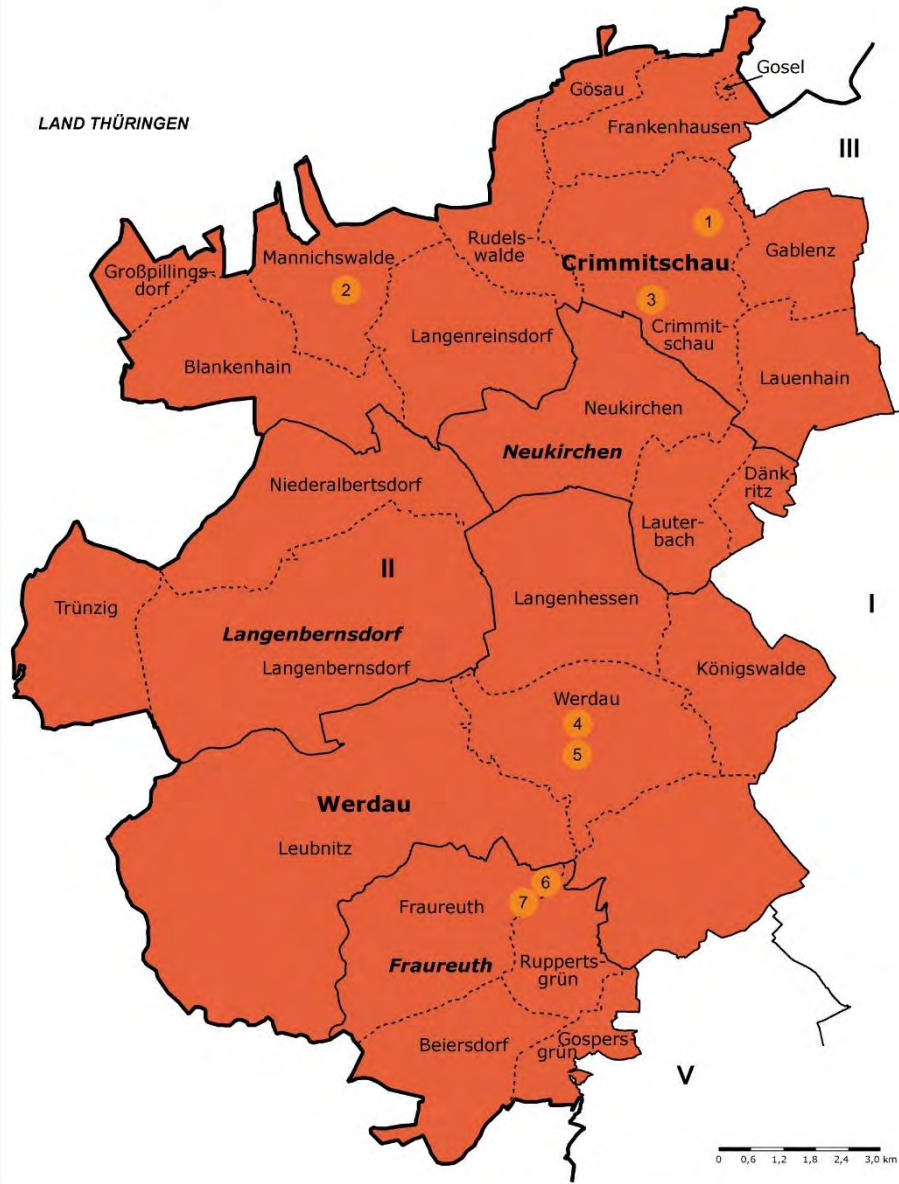 Gosel
Gösau
LAND THÜRINGEN
Frankenhausen
III
1
Rudels-
walde
Gablenz
Mannichswalde
Großpillings-
dorf
Crimmitschau
2
3
Crimmit-
schau
Langenreinsdorf
Blankenhain
Lauenhain
Neukirchen
Neukirchen
Dänk-
ritz
Niederalbertsdorf
Lauter-
bach
II
Trünzig
Langenhessen
I
Langenbernsdorf
Langenbernsdorf
Königswalde
Werdau
4
5
Werdau
Leubnitz
6
7
Fraureuth
Fraureuth
Rupperts-
grün
Beiersdorf
Gospers-
grün
V
0 0,6 1,2 1,8 2,4 3,0 km